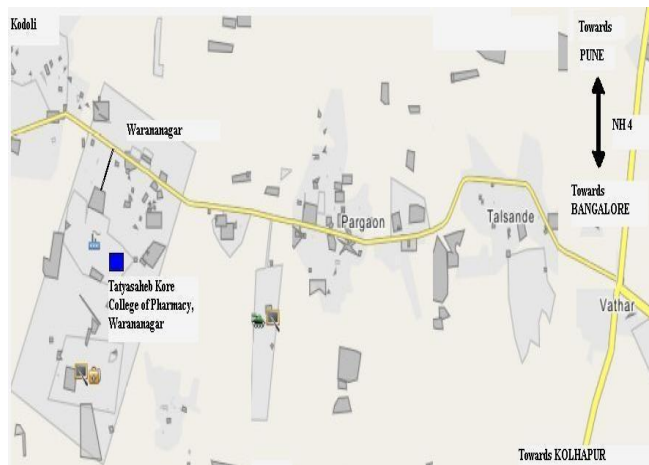 Kodoli
Towards
PUNE
NH 4
Towards
BANGALORE
Warananagar
Pargaon
Talsande
Tatyasaheb Kore
College of Pharmacy,
Warananagar
Vathar
Towards KOLHAPUR